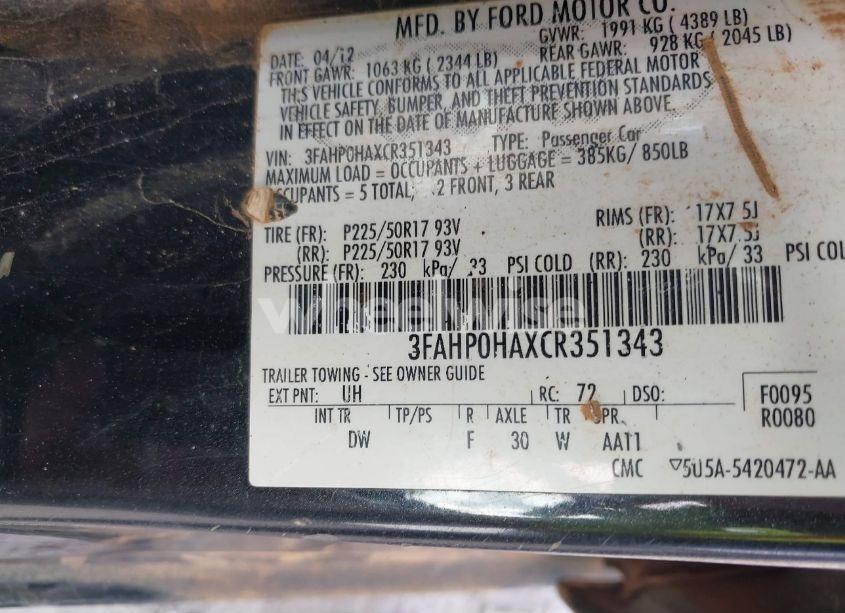 MFD. BY FORD MOTOR CO.
DATE: 04/12 GVWR: 1991 KG ( 4389 LB)
FRONT GAWR: 1063 KG ( 2344 LB) REAR GAWR: 928 KG ( 2045 LB)
THIS VEHICLE CONFORMS TO ALL APPLICABLE FEDERAL MOTOR
VEHICLE SAFETY, BUMPER, AND THEFT PREVENTION STANDARDS
IN EFFECT ON THE DATE OF MANUFACTURE SHOWN ABOVE.
VIN: 3FAHP0HAXCR351343 TYPE: Passenger Car
MAXIMUM LOAD = OCCUPANTS + LUGGAGE = 385KG/ 850LB
OCCUPANTS = 5 TOTAL, 2 FRONT, 3 REAR
TIRE (FR): P225/50R17 93V RIMS (FR): 17X7.5J
(RR): P225/50R17 93V (RR): 17X7.5J
PRESSURE (FR): 230 kPa/ 33 PSI COLD (RR): 230 kPa/ 33 PSI COL
wheelwise
3FAHP0HAXCR351343
TRAILER TOWING - SEE OWNER GUIDE
EXT PNT: UH RC: 72 DSO: F0095
INT TR TP/PS R AXLE TR SPR R0080
DW F 30 W AA11
CMC ▽5U5A-5420472-AA